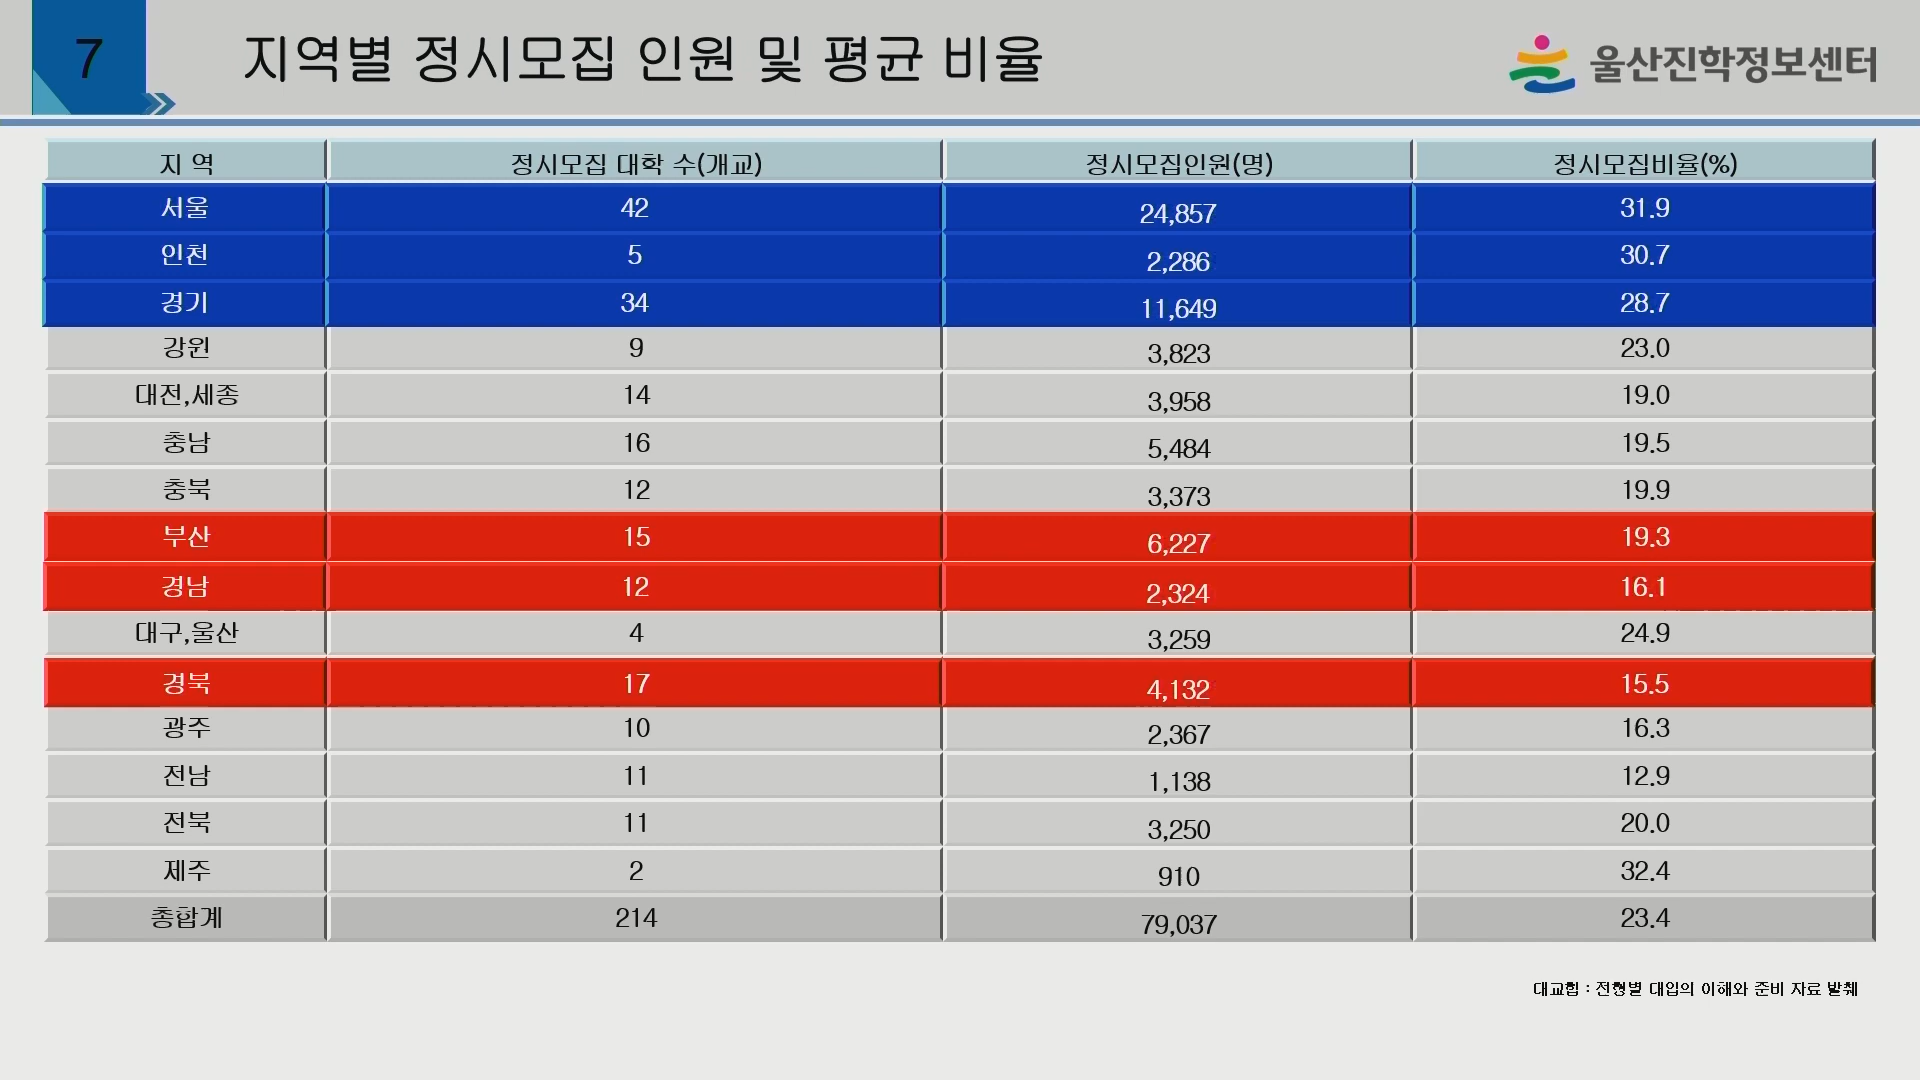 7
지역별 정시모집 인원 및 평균 비율
울산진학정보센터
지 역 정시모집 대학 수(개교) 정시모집인원(명) 정시모집비율(%)
서울 42 24,857 31.9
인천 5 2,286 30.7
경기 34 11,649 28.7
강원 9 3,823 23.0
대전,세종 14 3,958 19.0
충남 16 5,484 19.5
충북 12 3,373 19.9
부산 15 6,227 19.3
경남 12 2,324 16.1
대구,울산 4 3,259 24.9
경북 17 4,132 15.5
광주 10 2,367 16.3
전남 11 1,138 12.9
전북 11 3,250 20.0
제주 2 910 32.4
총합계 214 79,037 23.4
대교협 : 전형별 대입의 이해와 준비 자료 발췌